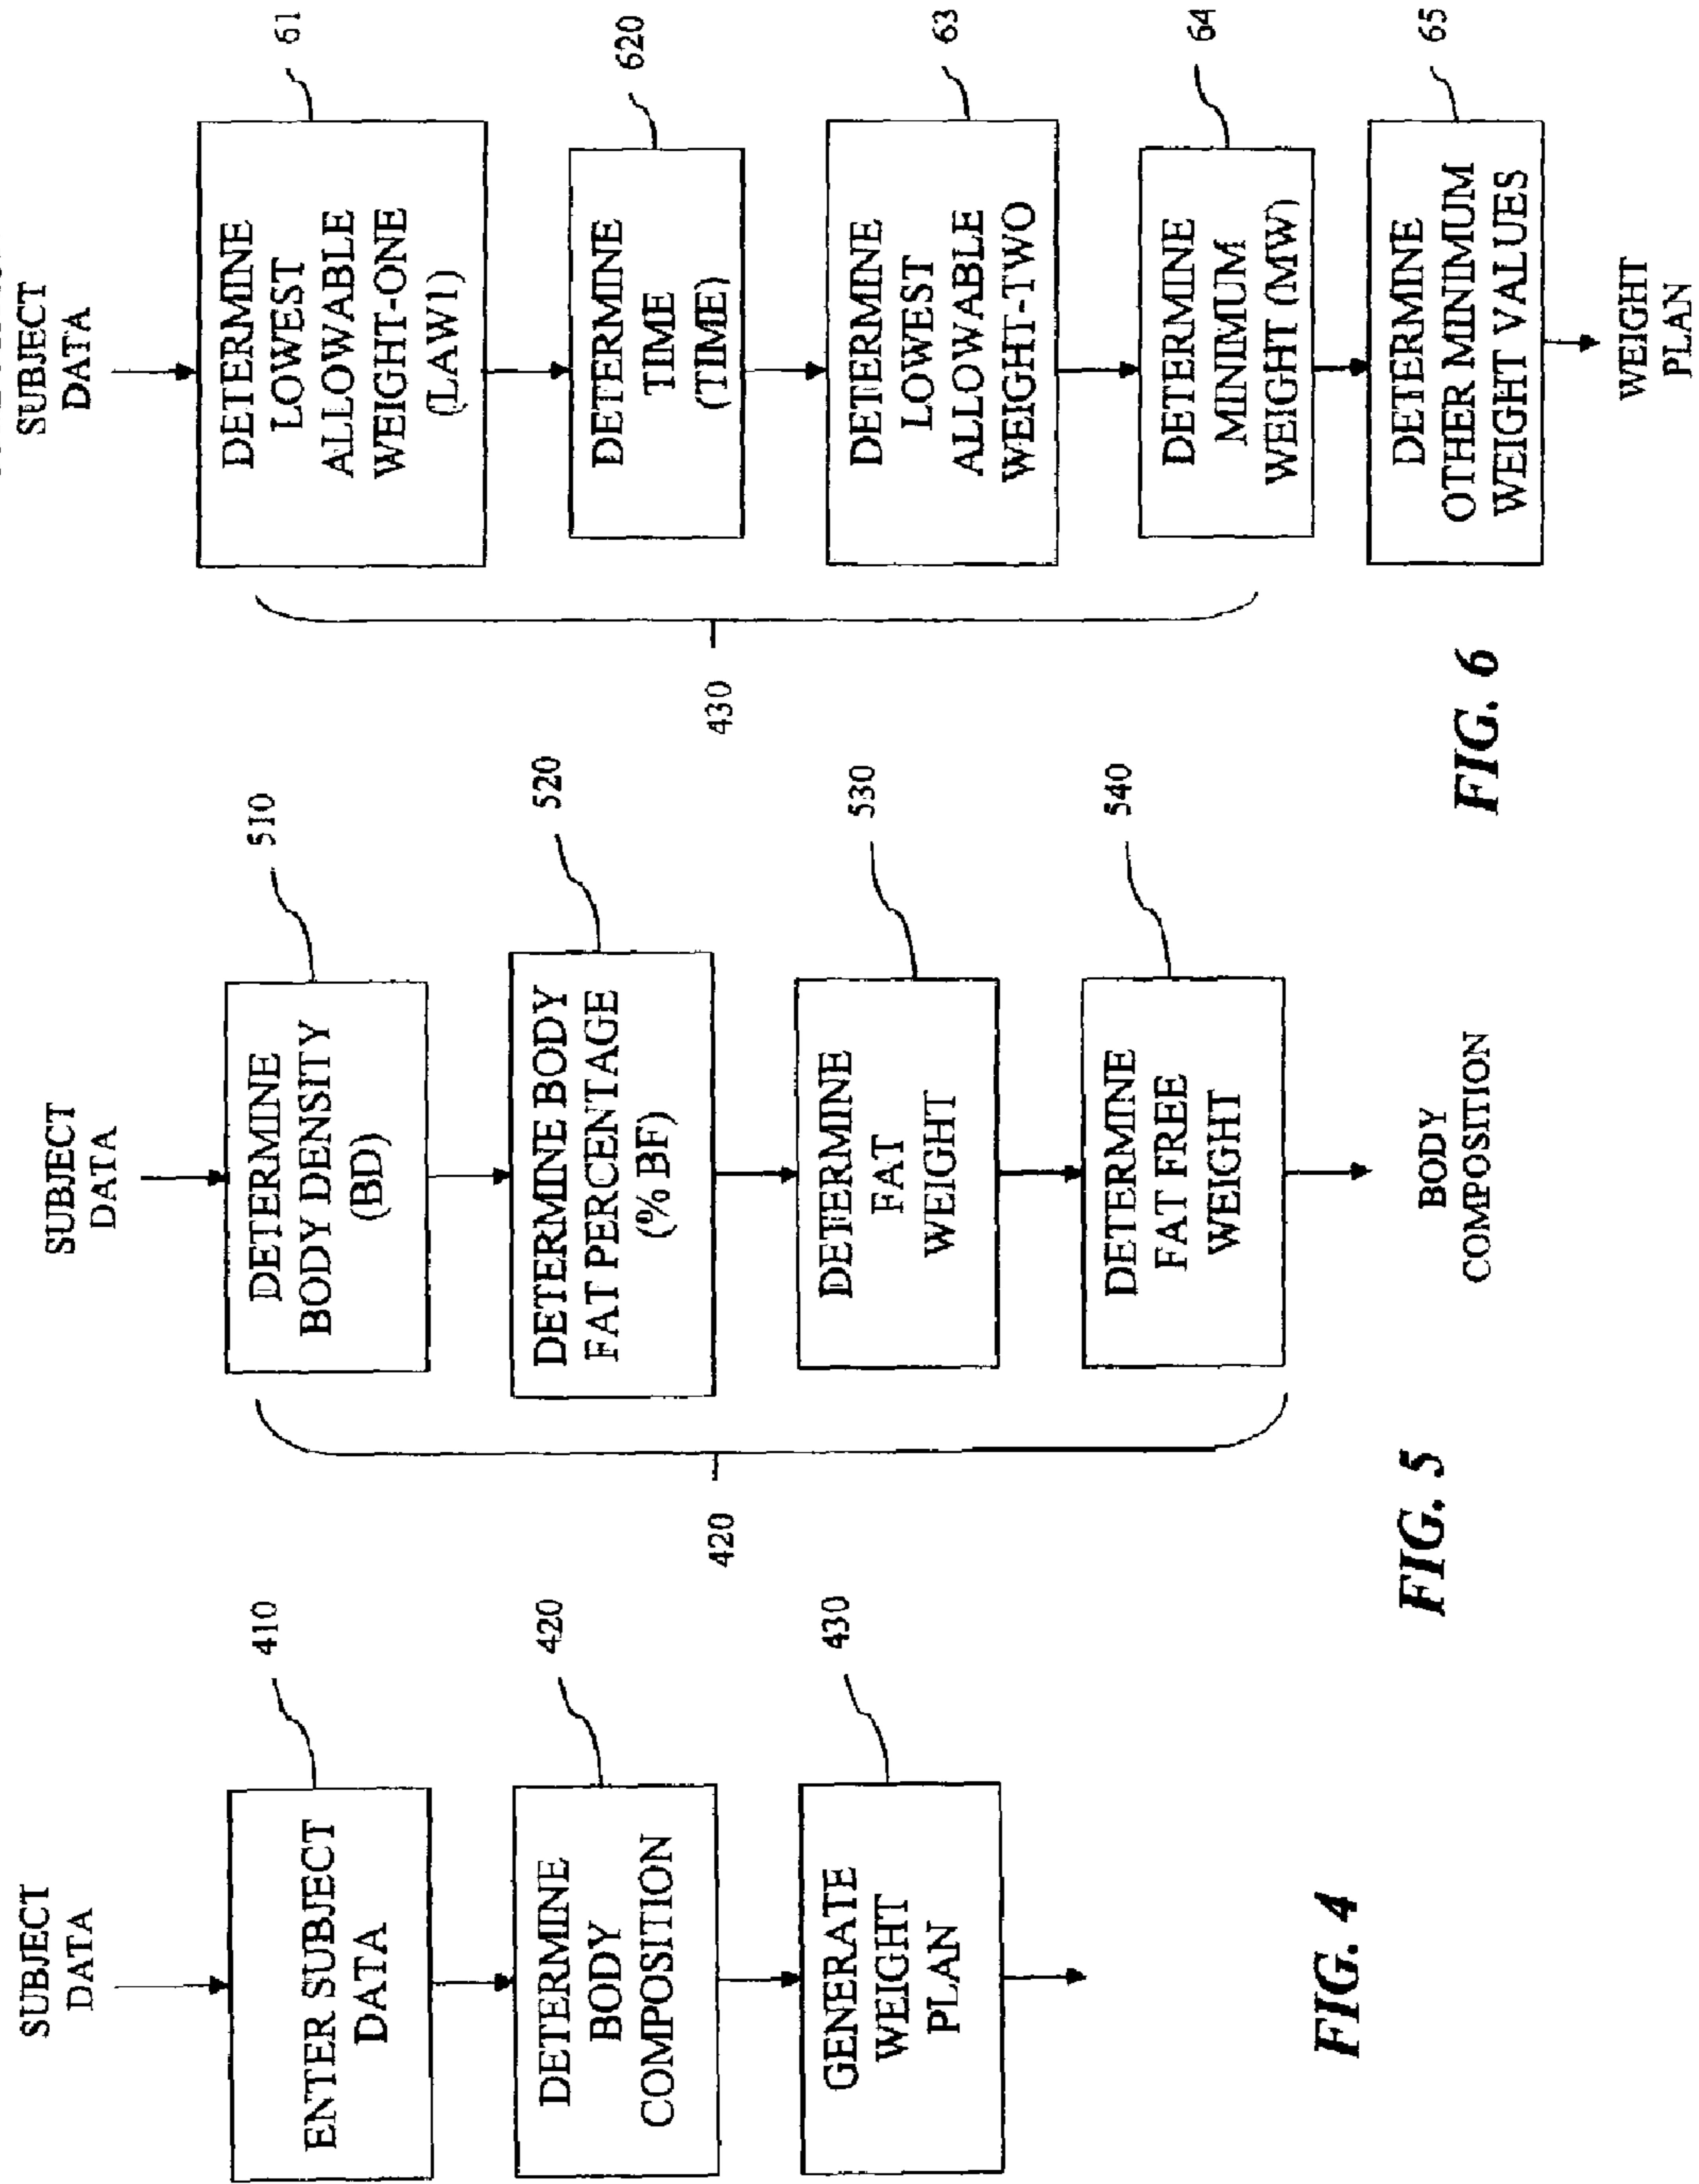 SUBJECT
DATA
ENTER SUBJECT
DATA
410
DETERMINE
BODY
COMPOSITION
420
GENERATE
WEIGHT
PLAN
430
FIG. 4
SUBJECT
DATA
DETERMINE
BODY DENSITY
(BD)
510
DETERMINE BODY
FAT PERCENTAGE
(% BF)
520
DETERMINE
FAT
WEIGHT
530
DETERMINE
FAT FREE
WEIGHT
540
420
BODY
COMPOSITION
FIG. 5
SUBJECT
DATA
DETERMINE
LOWEST
ALLOWABLE
WEIGHT-ONE
(LAW1)
61
DETERMINE
TIME
(TIME)
620
DETERMINE
LOWEST
ALLOWABLE
WEIGHT-TWO
63
DETERMINE
MINIMUM
WEIGHT (MW)
64
DETERMINE
OTHER MINIMUM
WEIGHT VALUES
65
430
WEIGHT
PLAN
FIG. 6